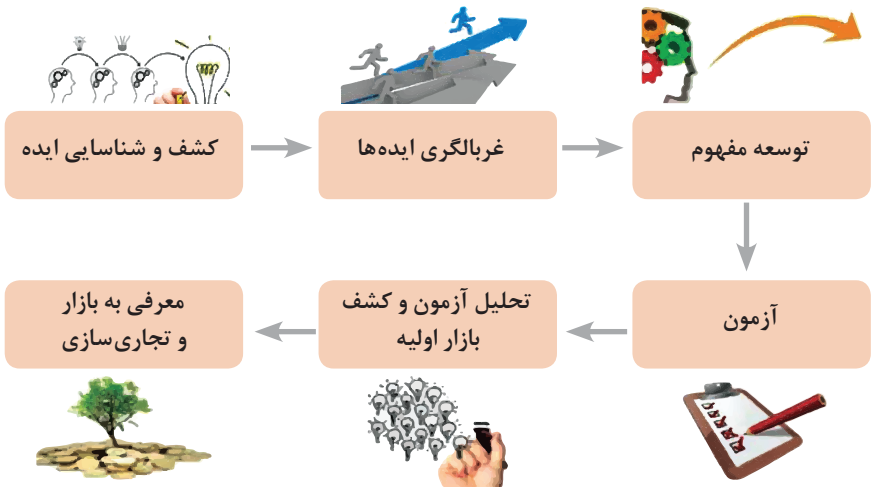 کشف و شناسایی ایده
غربالگری ایده‌ها
توسعه مفهوم
آزمون
تحلیل آزمون و کشف
بازار اولیه
معرفی به بازار
و تجاری‌سازی